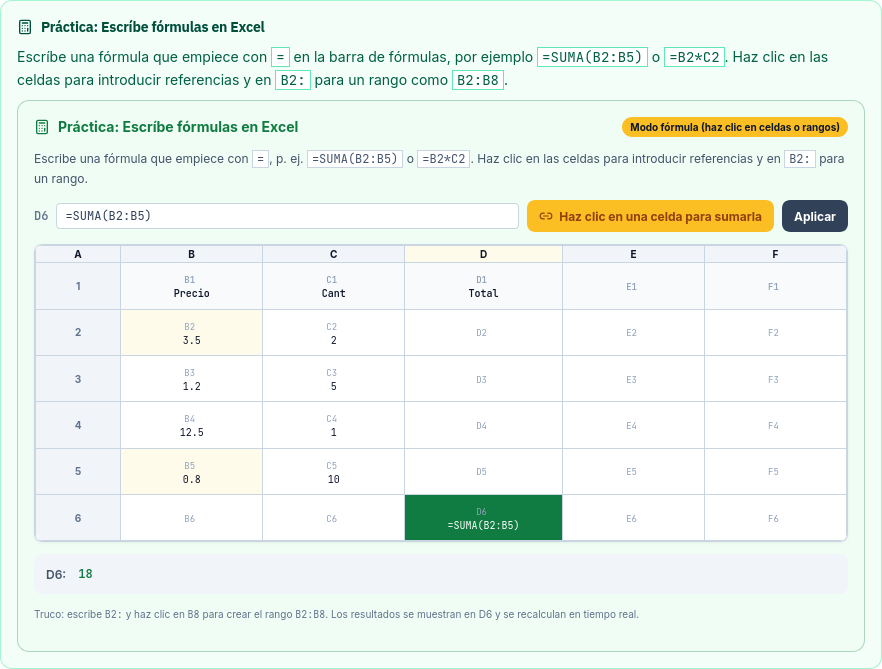 Práctica: Escríbe fórmulas en Excel
Escríbe una fórmula que empiece con = en la barra de fórmulas, por ejemplo =SUMA(B2:B5) o =B2*C2. Haz clic en las
celdas para introducir referencias y en B2: para un rango como B2:B8.
Práctica: Escríbe fórmulas en Excel
Modo fórmula (haz clic en celdas o rangos)
Escribe una fórmula que empiece con =, p. ej. =SUMA(B2:B5) o =B2*C2. Haz clic en las celdas para introducir referencias y en B2: para
un rango.
D6 =SUMA(B2:B5) Haz clic en una celda para sumarla Aplicar
A B C D E F
1 B1 Precio C1 Cant D1 Total E1 F1
2 B2 3.5 C2 2 D2 E2 F2
3 B3 1.2 C3 5 D3 E3 F3
4 B4 12.5 C4 1 D4 E4 F4
5 B5 0.8 C5 10 D5 E5 F5
6 B6 C6 D6 =SUMA(B2:B5) E6 F6
D6: 18
Truco: escribe B2: y haz clic en B8 para crear el rango B2:B8. Los resultados se muestran en D6 y se recalculan en tiempo real.